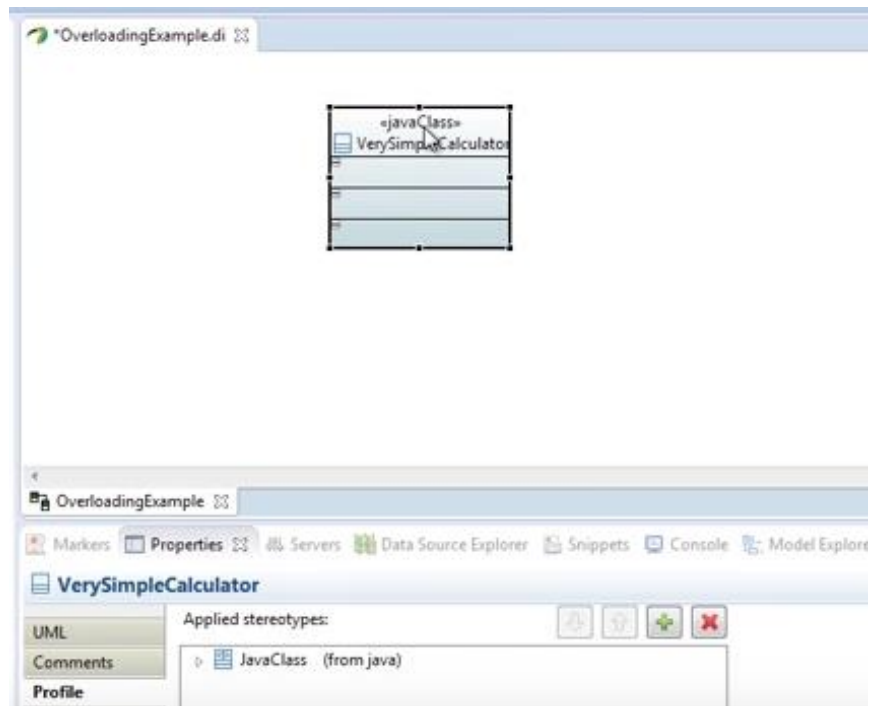 *OverloadingExample.di
«javaClass»
VerySimpleCalculator
OverloadingExample
Markers Properties Servers Data Source Explorer Snippets Console Model Explore
VerySimpleCalculator
UML
Applied stereotypes:
Comments
JavaClass (from java)
Profile